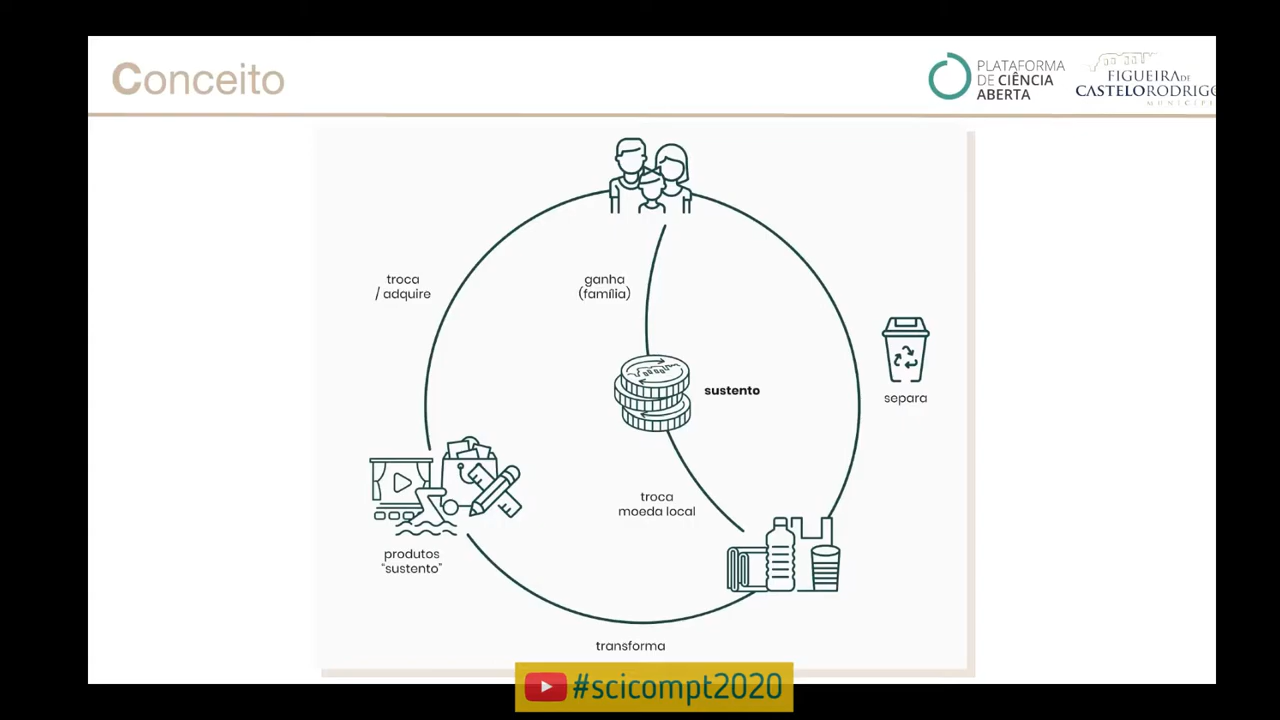 Conceito
PLATAFORMA
DE CIÊNCIA
ABERTA
FIGUEIRA DE
CASTELO RODRIGO
troca
/ adquire
ganha
(família)
sustento
separa
troca
moeda local
produtos
"sustento"
transforma
#scicompt2020